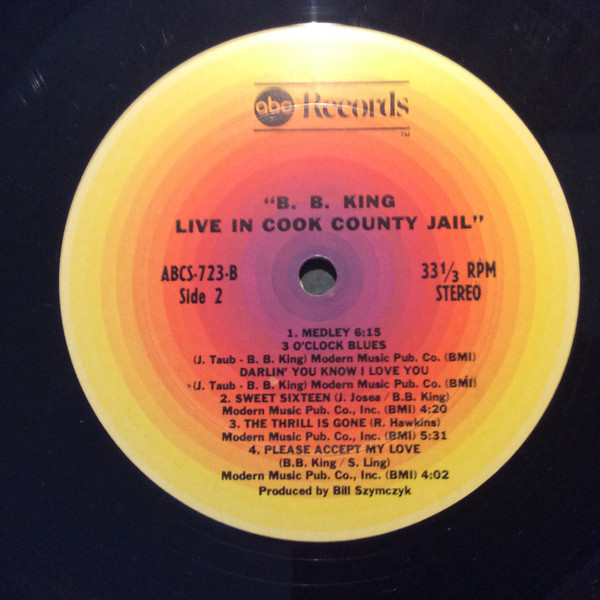 abc Records
TM
"B. B. KING
LIVE IN COOK COUNTY JAIL"
ABCS-723-B
Side 2
33 1/3 RPM
STEREO
1. MEDLEY 6:15
3 O'CLOCK BLUES
(J. Taub - B. B. King) Modern Music Pub. Co. (BMI)
DARLIN' YOU KNOW I LOVE YOU
(J. Taub - B. B. King) Modern Music Pub. Co. (BMI)
2. SWEET SIXTEEN (J. Josea / B.B. King)
Modern Music Pub. Co., Inc. (BMI) 4:20
3. THE THRILL IS GONE (R. Hawkins)
Modern Music Pub. Co., Inc. (BMI) 5:31
4. PLEASE ACCEPT MY LOVE
(B.B. King / S. Ling)
Modern Music Pub. Co., Inc. (BMI) 4:02
Produced by Bill Szymczyk